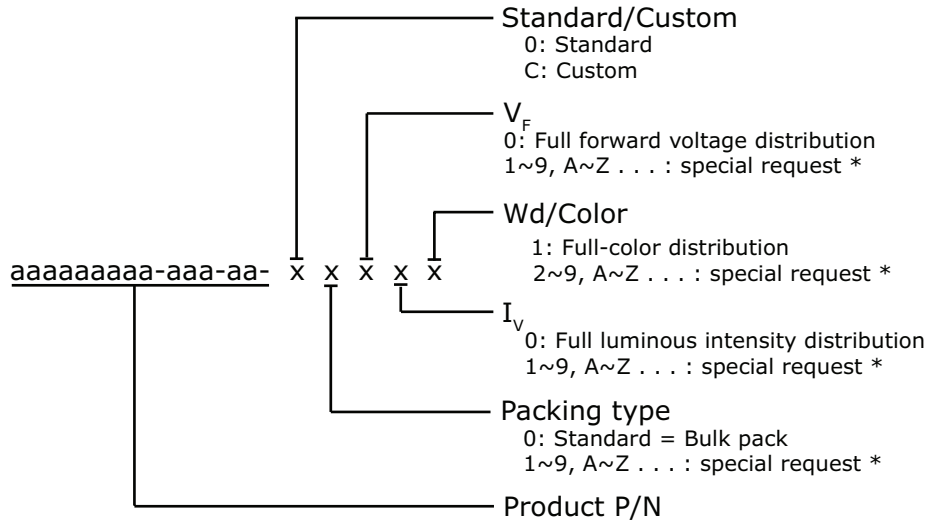 Standard/Custom
0: Standard
C: Custom
VF
0: Full forward voltage distribution
1~9, A~Z . . . : special request *
Wd/Color
1: Full-color distribution
2~9, A~Z . . . : special request *
aaaaaaaaa-aaa-aa- x x x x x
IV
0: Full luminous intensity distribution
1~9, A~Z . . . : special request *
Packing type
0: Standard = Bulk pack
1~9, A~Z . . . : special request *
Product P/N